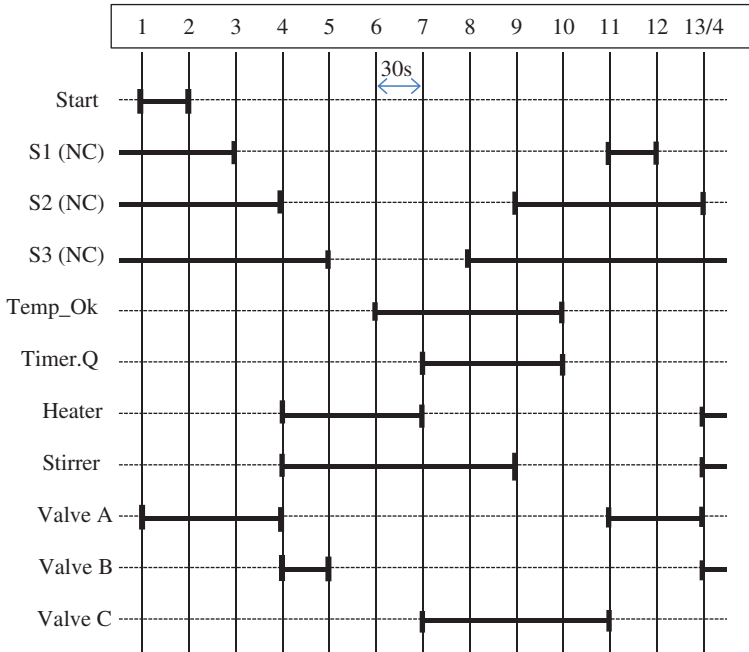 1 2 3 4 5 6 7 8 9 10 11 12 13/4
30s
Start
S1 (NC)
S2 (NC)
S3 (NC)
Temp_Ok
Timer.Q
Heater
Stirrer
Valve A
Valve B
Valve C